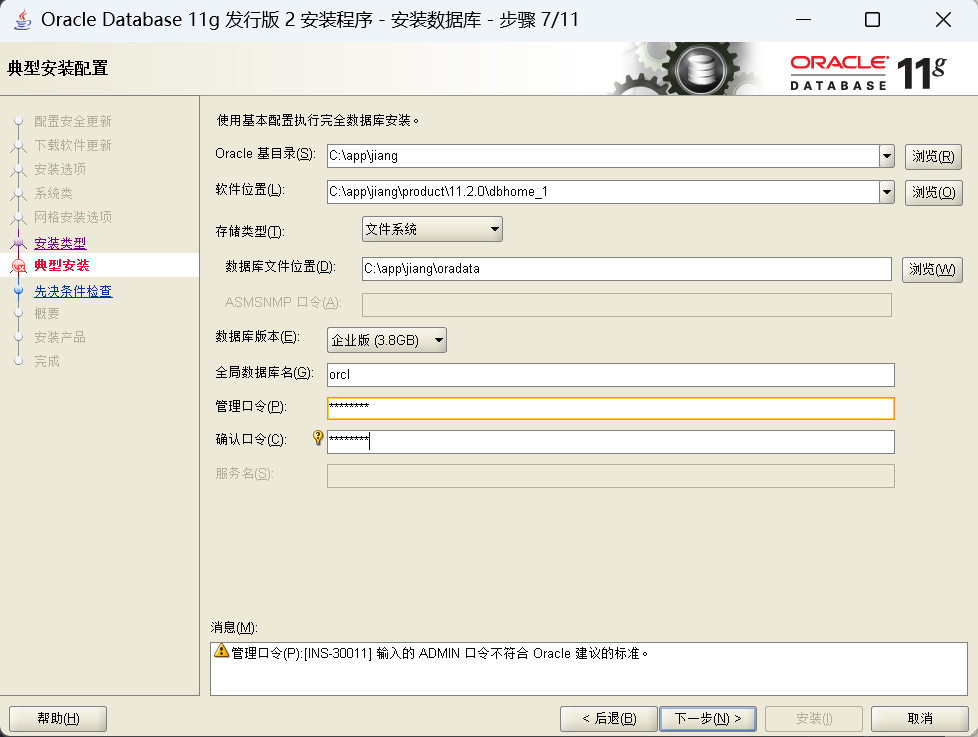 Oracle Database 11g 发行版 2 安装程序 - 安装数据库 - 步骤 7/11
典型安装配置
ORACLE DATABASE 11g
配置安全更新
下载软件更新
安装选项
系统类
网格安装选项
安装类型
典型安装
先决条件检查
概要
安装产品
完成
使用基本配置执行完全数据库安装。
Oracle 基目录(S): C:\app\jiang 浏览(R)
软件位置(L): C:\app\jiang\product\11.2.0\dbhome_1 浏览(O)
存储类型(T): 文件系统
数据库文件位置(D): C:\app\jiang\oradata 浏览(W)
ASMSNMP 口令(A):
数据库版本(E): 企业版 (3.8GB)
全局数据库名(G): orcl
管理口令(P): ********
确认口令(C): ********
服务名(S):
消息(M):
管理口令(P):[INS-30011] 输入的 ADMIN 口令不符合 Oracle 建议的标准。
帮助(H) < 后退(B) 下一步(N) > 安装(I) 取消